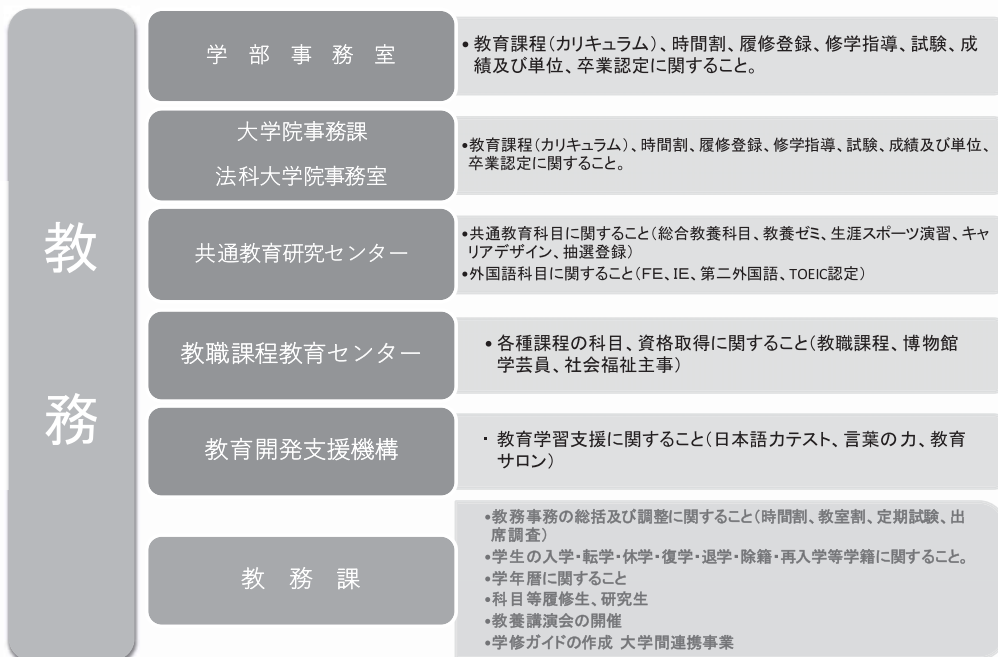 教
務
学 部 事 務 室
•教育課程(カリキュラム)、時間割、履修登録、修学指導、試験、成
績及び単位、卒業認定に関すること。
大学院事務課
法科大学院事務室
•教育課程(カリキュラム)、時間割、履修登録、修学指導、試験、成績及び単位、
卒業認定に関すること。
共通教育研究センター
•共通教育科目に関すること(総合教養科目、教養ゼミ、生涯スポーツ演習、キャ
リアデザイン、抽選登録)
•外国語科目に関すること(FE、IE、第二外国語、TOEIC認定)
教職課程教育センター
•各種課程の科目、資格取得に関すること(教職課程、博物館
学芸員、社会福祉主事)
教育開発支援機構
・ 教育学習支援に関すること(日本語力テスト、言葉の力、教育
サロン)
教 務 課
•教務事務の総括及び調整に関すること(時間割、教室割、定期試験、出
席調査)
•学生の入学・転学・休学・復学・退学・除籍・再入学等学籍に関すること。
•学年暦に関すること
•科目等履修生、研究生
•教養講演会の開催
•学修ガイドの作成 大学間連携事業